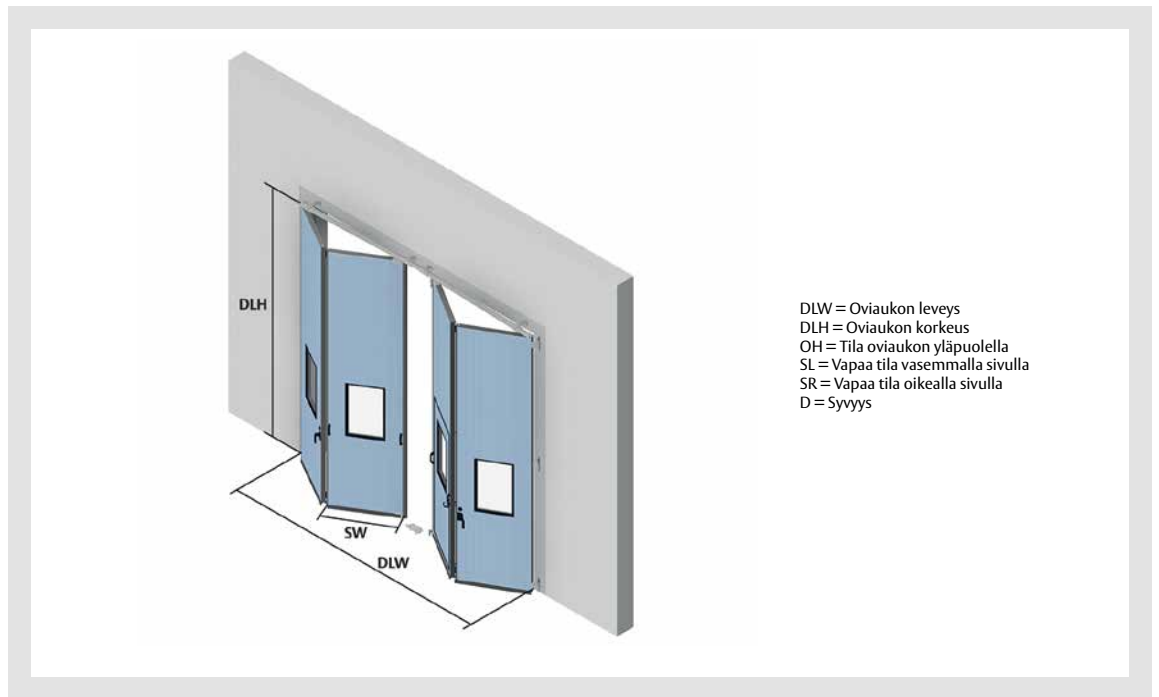 DLH
SW
DLW
DLW = Oviaukon leveys
DLH = Oviaukon korkeus
OH = Tila oviaukon yläpuolella
SL = Vapaa tila vasemmalla sivulla
SR = Vapaa tila oikealla sivulla
D = Syvyys